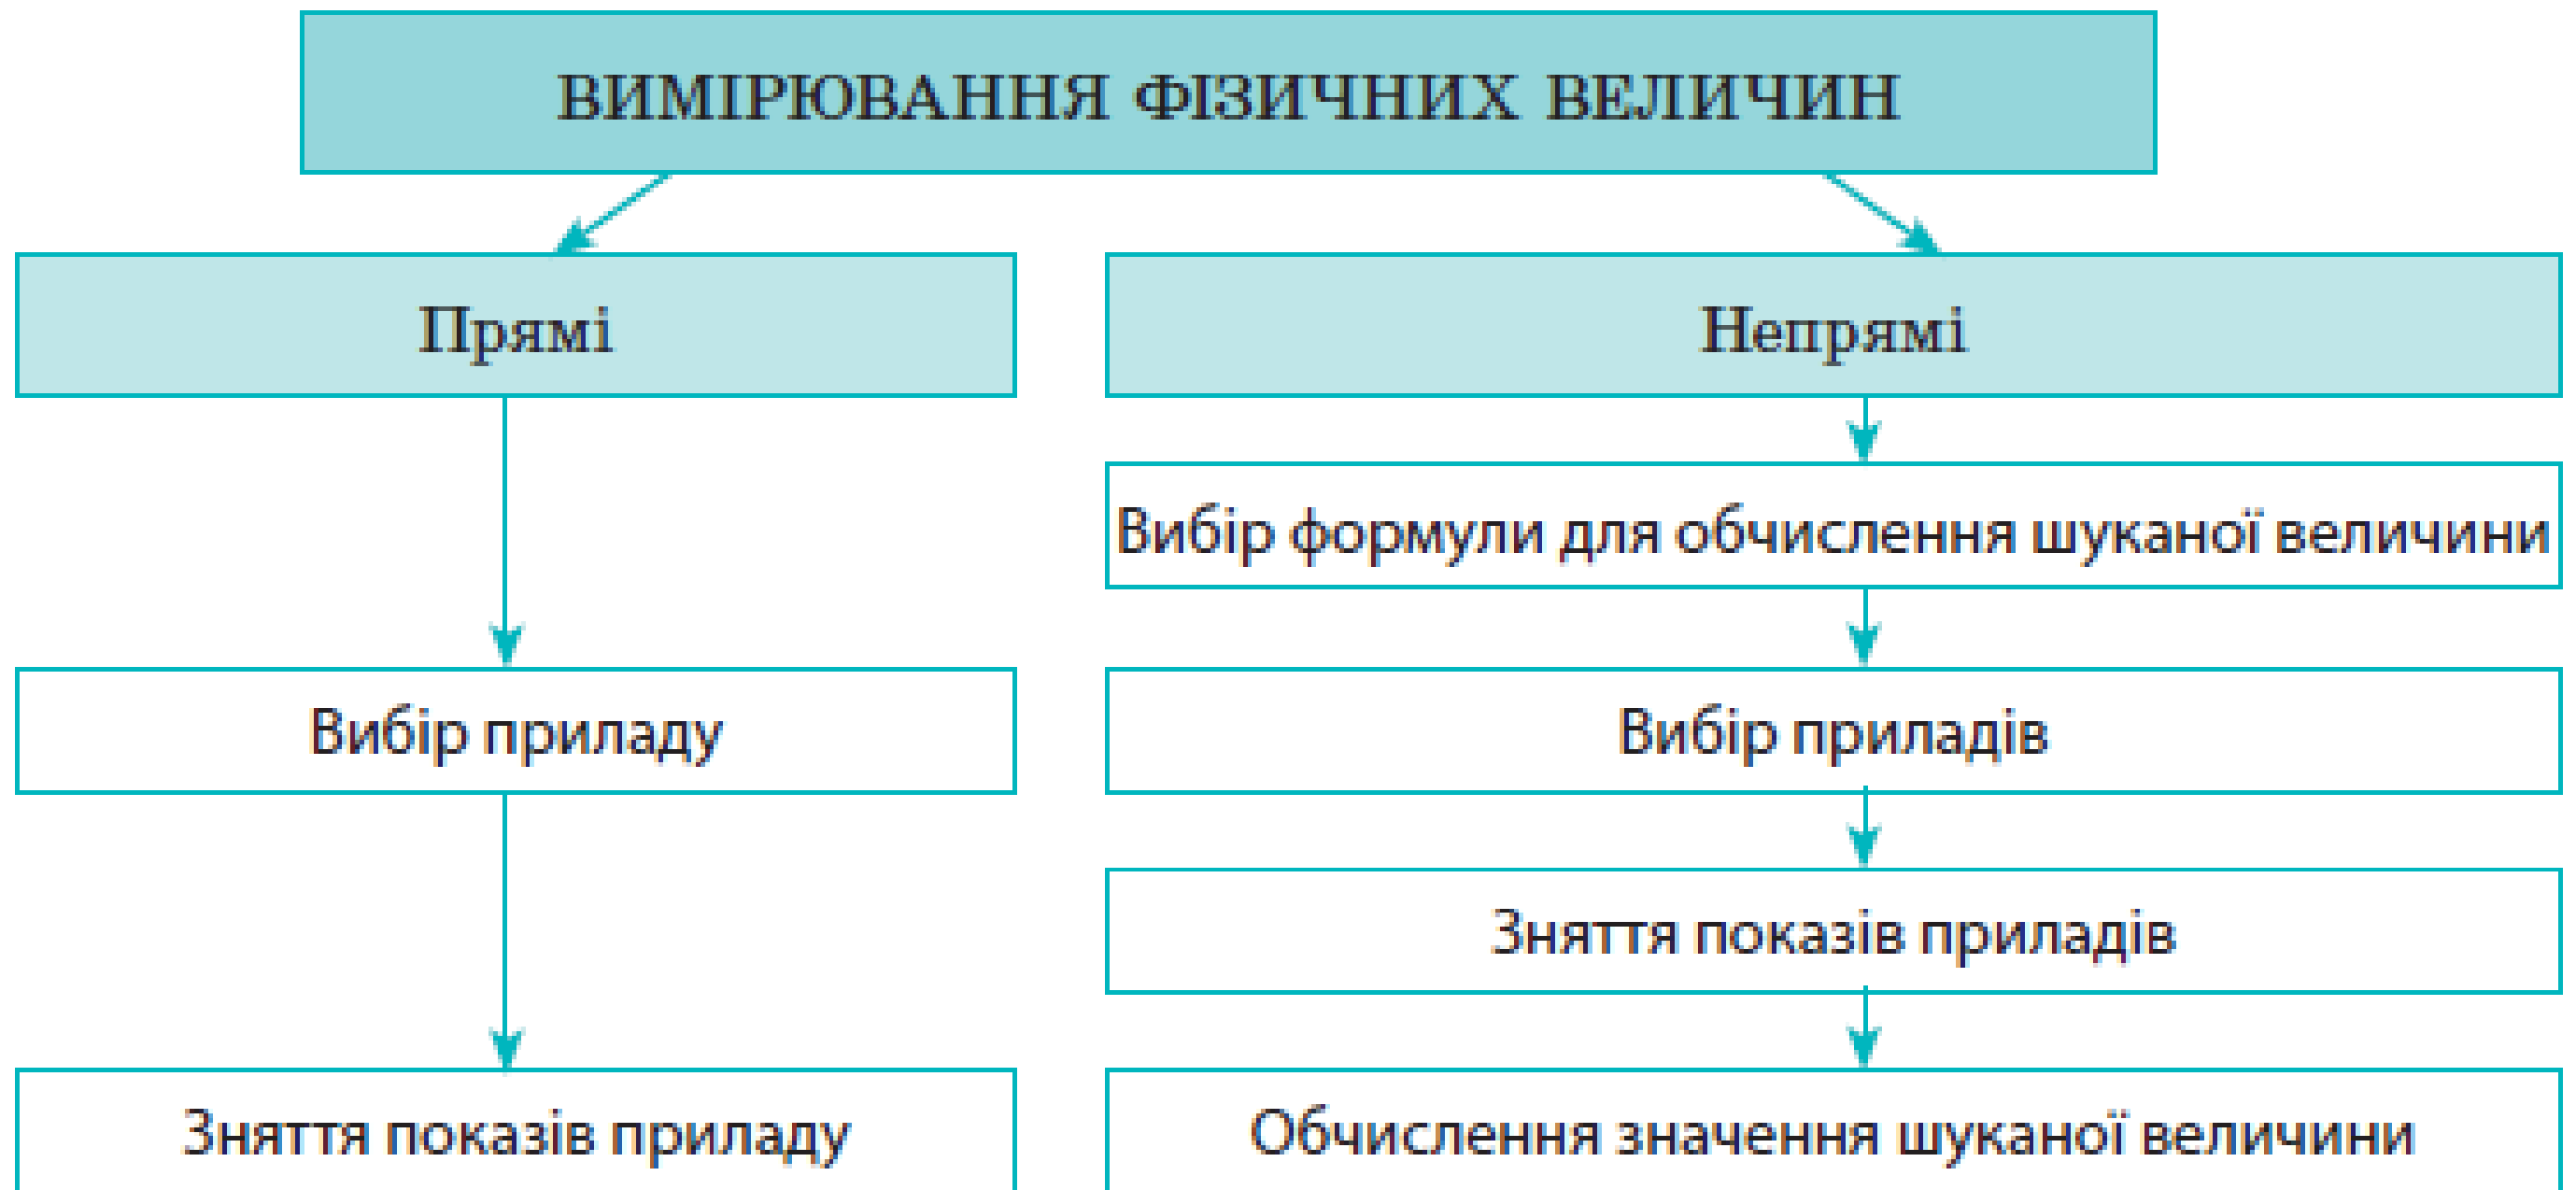 ВИМІРЮВАННЯ ФІЗИЧНИХ ВЕЛИЧИН
Прямі
Непрямі
Вибір формули для обчислення шуканої величини
Вибір приладу
Вибір приладів
Зняття показів приладів
Зняття показів приладу
Обчислення значення шуканої величини